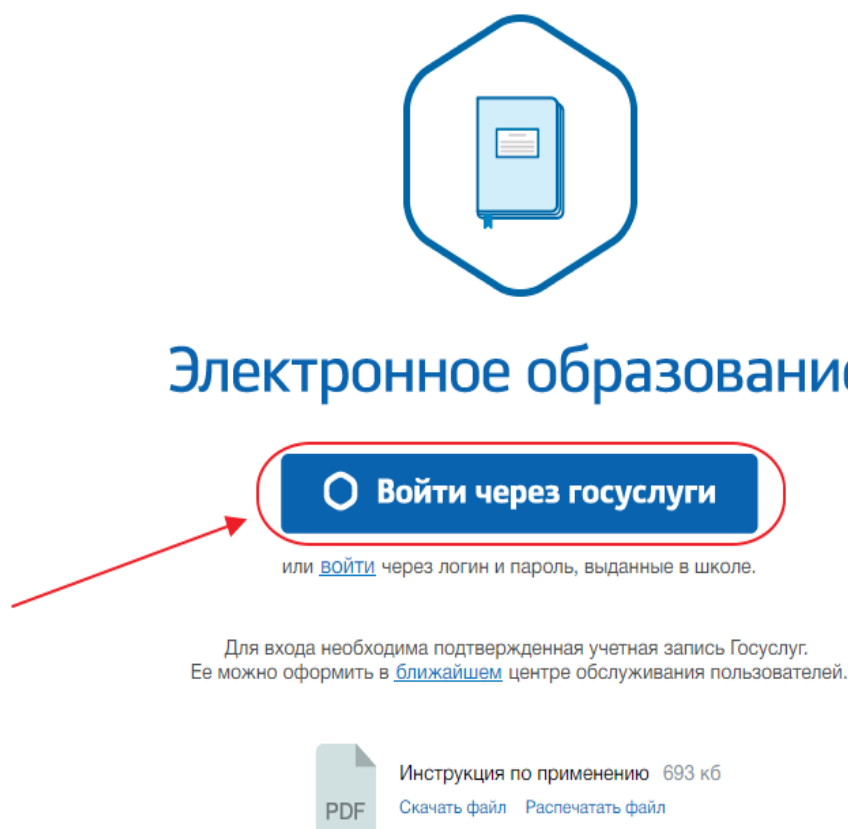 Электронное образование
Войти через госуслуги
или войти через логин и пароль, выданные в школе.
Для входа необходима подтвержденная учетная запись Госуслуг.
Ее можно оформить в ближайшем центре обслуживания пользователей.
Инструкция по применению 693 кб
PDF
Скачать файл Распечатать файл